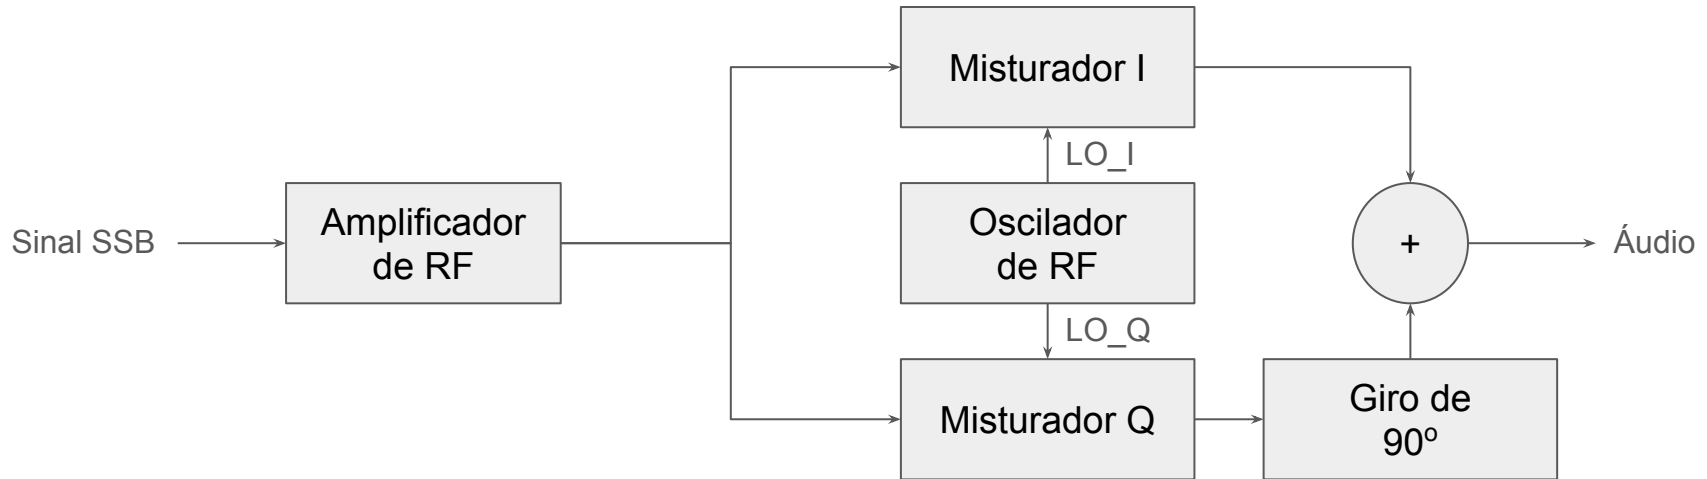 Sinal SSB
Amplificador
de RF
Misturador I
LO_I
Oscilador
de RF
LO_Q
Misturador Q
Giro de
90º
+
Áudio